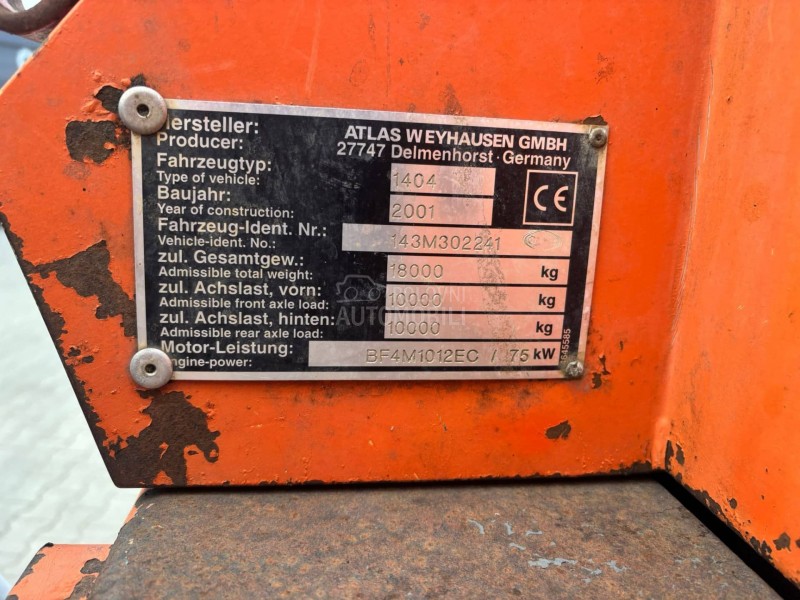 Hersteller:
Producer:
ATLAS WEYHAUSEN GMBH
27747 Delmenhorst · Germany
Fahrzeugtyp:
Type of vehicle:
1404
Baujahr:
Year of construction:
2001
CE
Fahrzeug-Ident. Nr.:
Vehicle-ident. No.:
143M302241
zul. Gesamtgew.:
Admissible total weight:
18000 kg
zul. Achslast, vorn:
Admissible front axle load:
10000 kg
zul. Achslast, hinten:
Admissible rear axle load:
10000 kg
Motor-Leistung:
Engine-power:
BF4M1012EC / 75 kW
POLOVNI
AUTOMOBILI